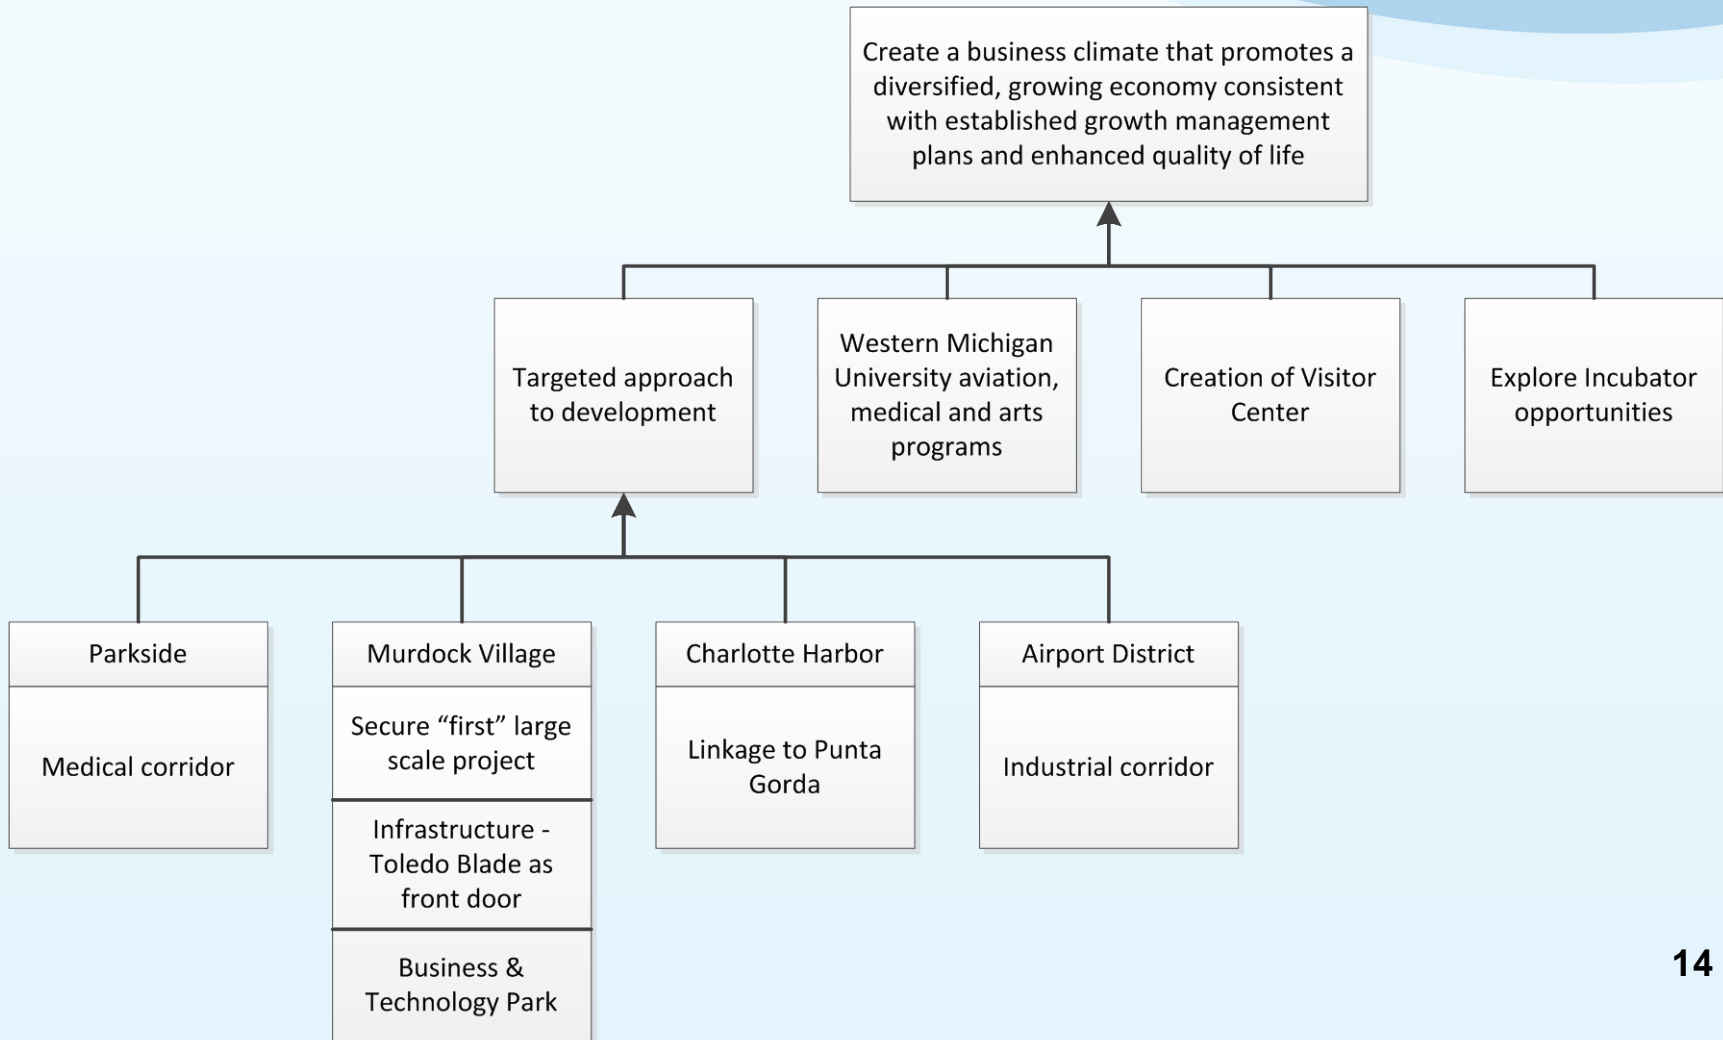 Create a business climate that promotes a
diversified, growing economy consistent
with established growth management
plans and enhanced quality of life
Targeted approach
to development
Western Michigan
University aviation,
medical and arts
programs
Creation of Visitor
Center
Explore Incubator
opportunities
Parkside
Medical corridor
Murdock Village
Secure “first” large
scale project
Infrastructure -
Toledo Blade as
front door
Business &
Technology Park
Charlotte Harbor
Linkage to Punta
Gorda
Airport District
Industrial corridor
14